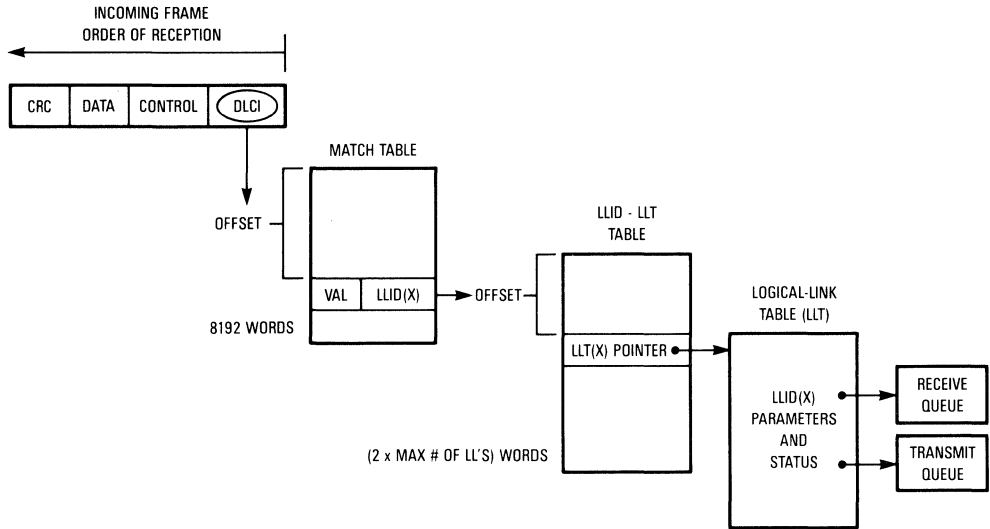 INCOMING FRAME
ORDER OF RECEPTION
CRC DATA CONTROL DLCI
MATCH TABLE
OFFSET
VAL LLID(X)
8192 WORDS
LLID - LLT
TABLE
OFFSET
LLT(X) POINTER
(2 x MAX # OF LL'S) WORDS
LOGICAL-LINK
TABLE (LLT)
LLID(X)
PARAMETERS
AND
STATUS
RECEIVE
QUEUE
TRANSMIT
QUEUE